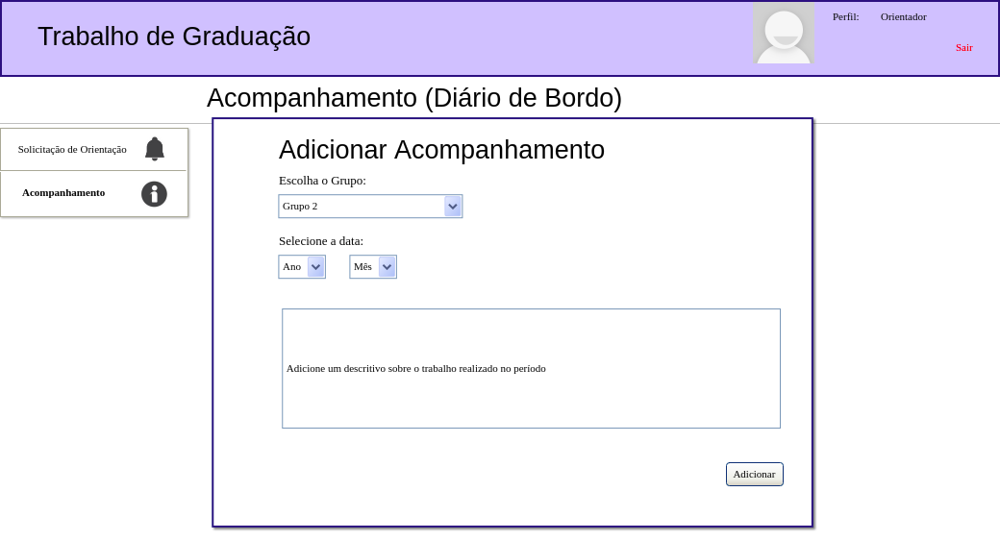 Trabalho de Graduação
Perfil: Orientador
Sair
Acompanhamento (Diário de Bordo)
Solicitação de Orientação
Acompanhamento
Adicionar Acompanhamento
Escolha o Grupo:
Grupo 2
Selecione a data:
Ano Mês
Adicione um descritivo sobre o trabalho realizado no período
Adicionar